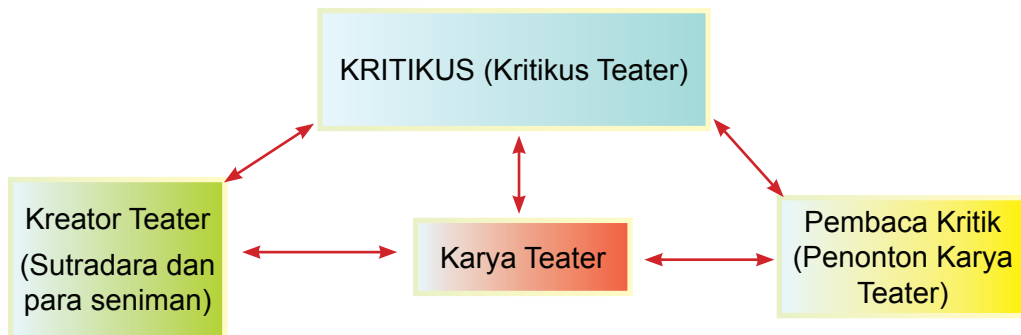 KRITIKUS (Kritikus Teater)
Kreator Teater
(Sutradara dan
para seniman)
Karya Teater
Pembaca Kritik
(Penonton Karya
Teater)